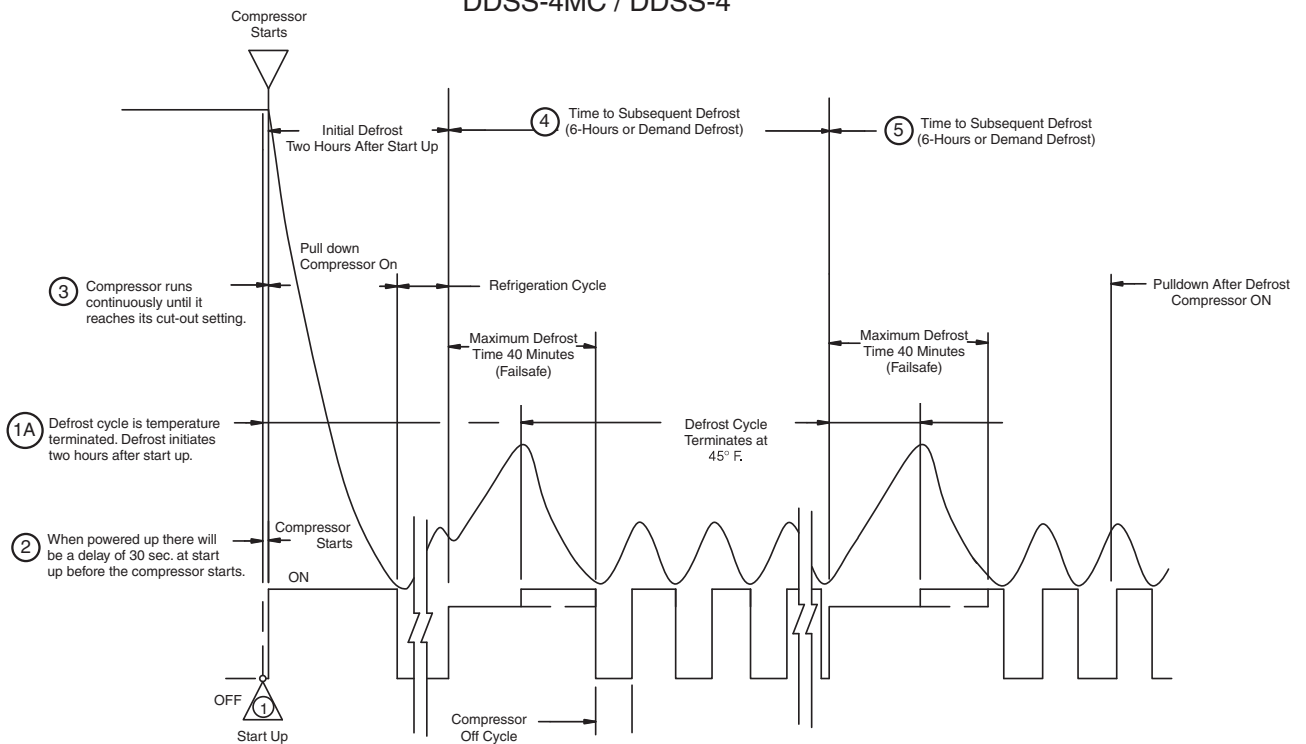 DDSS-4MC / DDSS-4
Compressor
Starts
Initial Defrost
Two Hours After Start Up
4
Time to Subsequent Defrost
(6-Hours or Demand Defrost)
5
Time to Subsequent Defrost
(6-Hours or Demand Defrost)
Pull down
Compressor On
3
Compressor runs
continuously until it
reaches its cut-out setting.
Refrigeration Cycle
Pulldown After Defrost
Compressor ON
Maximum Defrost
Time 40 Minutes
(Failsafe)
Maximum Defrost
Time 40 Minutes
(Failsafe)
1A
Defrost cycle is temperature
terminated. Defrost initiates
two hours after start up.
Defrost Cycle
Terminates at
45° F.
2
When powered up there will
be a delay of 30 sec. at start
up before the compressor starts.
Compressor
Starts
ON
OFF
1
Start Up
Compressor
Off Cycle